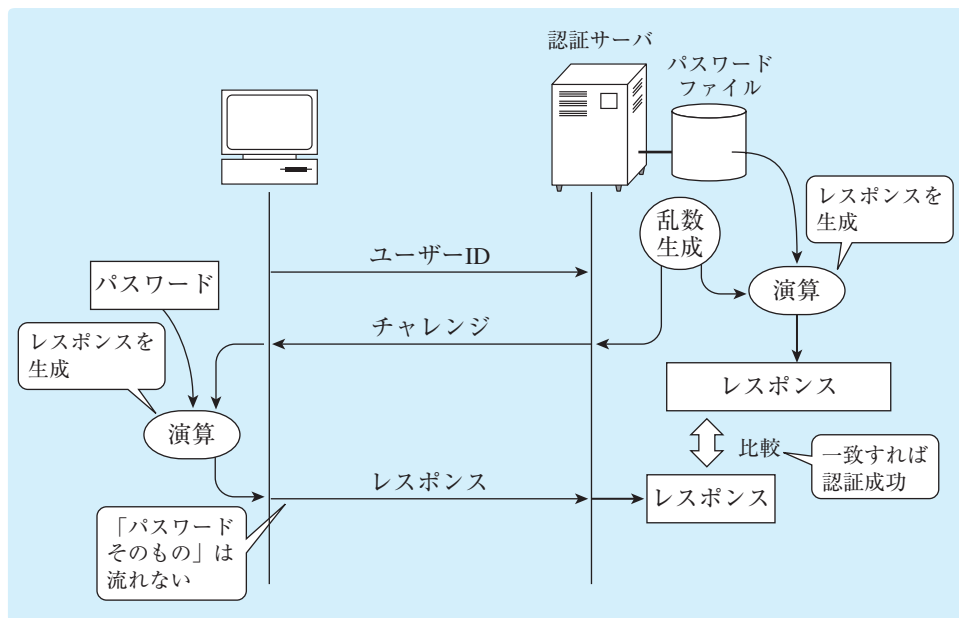 認証サーバ
パスワード
ファイル
レスポンスを
生成
乱数
生成
ユーザーID
パスワード
演算
チャレンジ
レスポンスを
生成
レスポンス
演算
比較
一致すれば
認証成功
レスポンス
レスポンス
「パスワード
そのもの」は
流れない